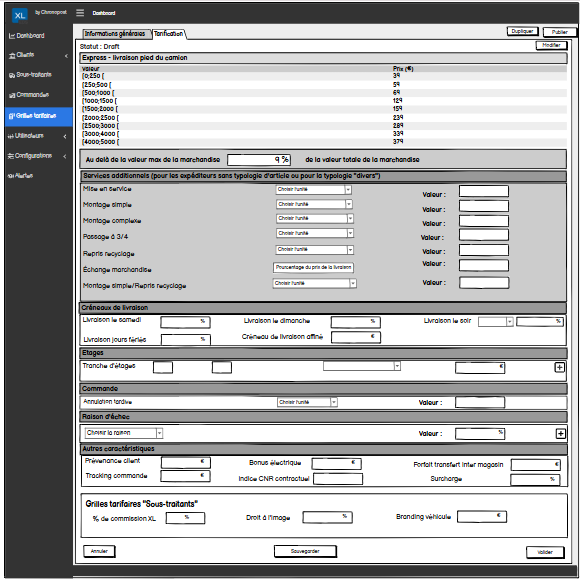 XL by Chronopost
Dashboard
Dashboard
Clients
Sous-traitants
Commandes
Grilles tarifaires
Utilisateurs
Configurations
Alertes
Informations générales
Tarification
Dupliquer
Publier
Statut : Draft
Modifier
Express - livraison pied du camion
Valeur Prix (€)
[0;250 [ 39
[250;500 [ 59
[500;1000 [ 69
[1000;1500 [ 129
[1500;2000 [ 159
[2000;2500 [ 239
[2500;3000 [ 289
[3000;4000 [ 339
[4000;5000 [ 379
Au delà de la valeur max de la marchandise 9 % de la valeur totale de la marchandise
Services additionnels (pour les expéditeurs sans typologie d'article ou pour la typologie "divers")
Mise en service Choisir l'unité Valeur :
Montage simple Choisir l'unité Valeur :
Montage complexe Choisir l'unité Valeur :
Passage à 3/4 Choisir l'unité Valeur :
Repris recyclage Choisir l'unité Valeur :
Échange marchandise Pourcentage du prix de la livraison Valeur :
Montage simple/Repris recyclage Choisir l'unité Valeur :
Créneaux de livraison
Livraison le samedi % Livraison le dimanche % Livraison le soir %
Livraison jours fériés % Créneau de livraison affiné €
Etages
Tranche d'étages € +
Commande
Annulation tardive Choisir l'unité Valeur :
Raison d'échec
Choisir la raison Valeur : % +
Autres caractéristiques
Prévenance client € Bonus électrique € Forfait transfert inter magasin €
Tracking commande € Indice CNR contractuel Surcharge %
Grilles tarifaires "Sous-traitants"
% de commission XL % Droit à l'image % Branding véhicule €
Annuler
Sauvegarder
Valider